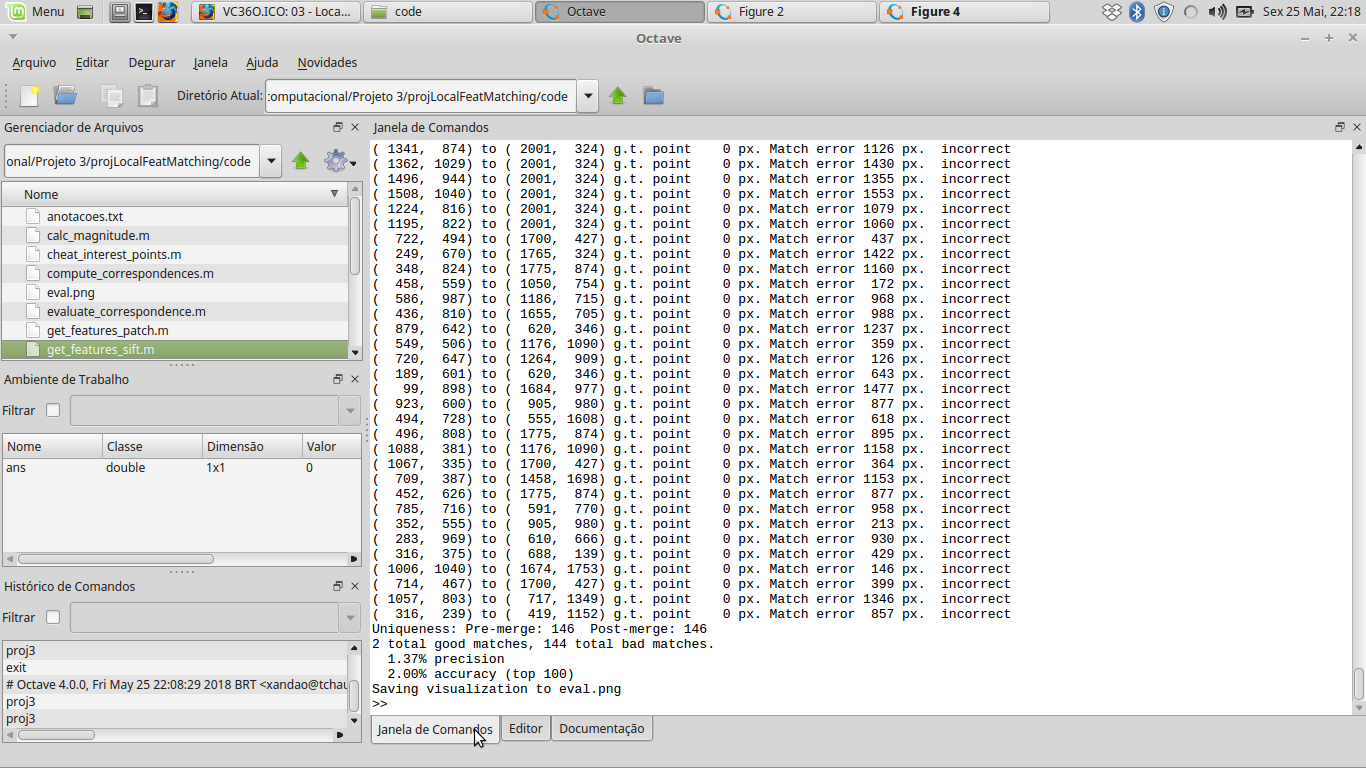 Menu
VC36O.ICO: 03 - Loca...
code
Octave
Figure 2
Figure 4
Sex 25 Mai, 22:18
Octave
Arquivo Editar Depurar Janela Ajuda Novidades
Diretório Atual: :omputacional/Projeto 3/projLocalFeatMatching/code
Gerenciador de Arquivos
onal/Projeto 3/projLocalFeatMatching/code
Nome
anotacoes.txt
calc_magnitude.m
cheat_interest_points.m
compute_correspondences.m
eval.png
evaluate_correspondence.m
get_features_patch.m
get_features_sift.m
Ambiente de Trabalho
Filtrar
Nome Classe Dimensão Valor
ans double 1x1 0
Histórico de Comandos
Filtrar
proj3
exit
# Octave 4.0.0, Fri May 25 22:08:29 2018 BRT <xandao@tchau
proj3
proj3
Janela de Comandos
( 1341,  874) to ( 2001,  324) g.t. point    0 px. Match error 1126 px.  incorrect
( 1362, 1029) to ( 2001,  324) g.t. point    0 px. Match error 1430 px.  incorrect
( 1496,  944) to ( 2001,  324) g.t. point    0 px. Match error 1355 px.  incorrect
( 1508, 1040) to ( 2001,  324) g.t. point    0 px. Match error 1553 px.  incorrect
( 1224,  816) to ( 2001,  324) g.t. point    0 px. Match error 1079 px.  incorrect
( 1195,  822) to ( 2001,  324) g.t. point    0 px. Match error 1060 px.  incorrect
(  722,  494) to ( 1700,  427) g.t. point    0 px. Match error  437 px.  incorrect
(  249,  670) to ( 1765,  324) g.t. point    0 px. Match error 1422 px.  incorrect
(  348,  824) to ( 1775,  874) g.t. point    0 px. Match error 1160 px.  incorrect
(  458,  559) to ( 1050,  754) g.t. point    0 px. Match error  172 px.  incorrect
(  586,  987) to ( 1186,  715) g.t. point    0 px. Match error  968 px.  incorrect
(  436,  810) to ( 1655,  705) g.t. point    0 px. Match error  988 px.  incorrect
(  879,  642) to (  620,  346) g.t. point    0 px. Match error 1237 px.  incorrect
(  549,  506) to ( 1176, 1090) g.t. point    0 px. Match error  359 px.  incorrect
(  720,  647) to ( 1264,  909) g.t. point    0 px. Match error  126 px.  incorrect
(  189,  601) to (  620,  346) g.t. point    0 px. Match error  643 px.  incorrect
(   99,  898) to ( 1684,  977) g.t. point    0 px. Match error 1477 px.  incorrect
(  923,  600) to (  905,  980) g.t. point    0 px. Match error  877 px.  incorrect
(  494,  728) to (  555, 1608) g.t. point    0 px. Match error  618 px.  incorrect
(  496,  808) to ( 1775,  874) g.t. point    0 px. Match error  895 px.  incorrect
( 1088,  381) to ( 1176, 1090) g.t. point    0 px. Match error 1158 px.  incorrect
( 1067,  335) to ( 1700,  427) g.t. point    0 px. Match error  364 px.  incorrect
(  709,  387) to ( 1458, 1698) g.t. point    0 px. Match error 1153 px.  incorrect
(  452,  626) to ( 1775,  874) g.t. point    0 px. Match error  877 px.  incorrect
(  785,  716) to (  591,  770) g.t. point    0 px. Match error  958 px.  incorrect
(  352,  555) to (  905,  980) g.t. point    0 px. Match error  213 px.  incorrect
(  283,  969) to (  610,  666) g.t. point    0 px. Match error  930 px.  incorrect
(  316,  375) to (  688,  139) g.t. point    0 px. Match error  429 px.  incorrect
( 1006, 1040) to ( 1674, 1753) g.t. point    0 px. Match error  146 px.  incorrect
(  714,  467) to ( 1700,  427) g.t. point    0 px. Match error  399 px.  incorrect
( 1057,  803) to (  717, 1349) g.t. point    0 px. Match error 1346 px.  incorrect
(  316,  239) to (  419, 1152) g.t. point    0 px. Match error  857 px.  incorrect
Uniqueness: Pre-merge: 146  Post-merge: 146
2 total good matches, 144 total bad matches.
1.37% precision
2.00% accuracy (top 100)
Saving visualization to eval.png
>>
Janela de Comandos Editor Documentação